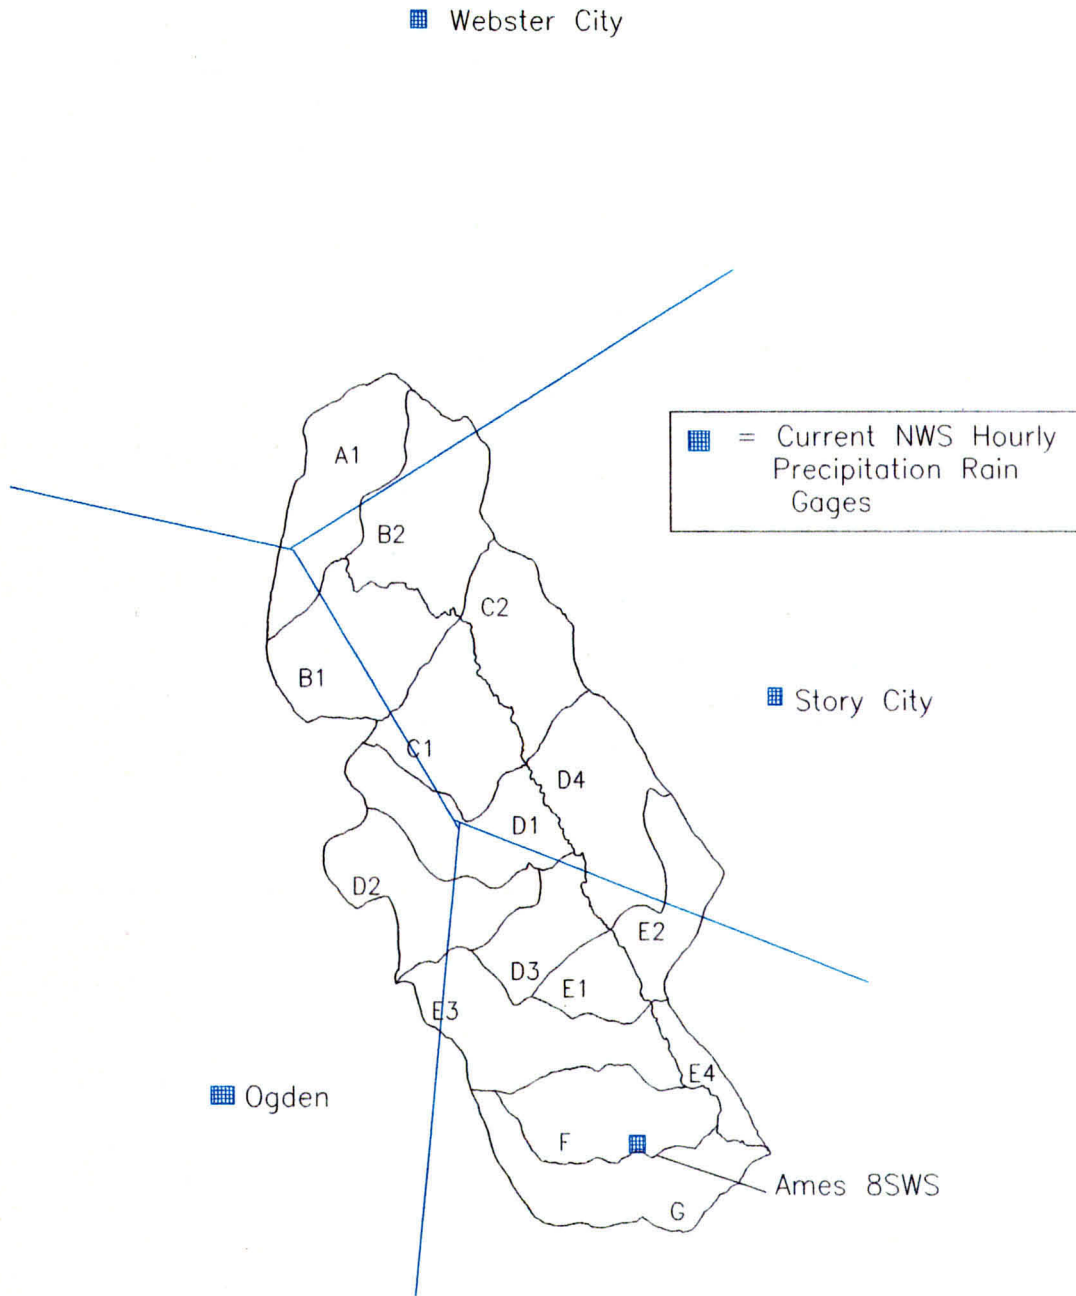 Webster City
= Current NWS Hourly
Precipitation Rain
Gages
A1
B2
C2
B1
Story City
C1
D4
D1
D2
E2
D3
E1
E3
E4
Ogden
F
Ames 8SWS
G